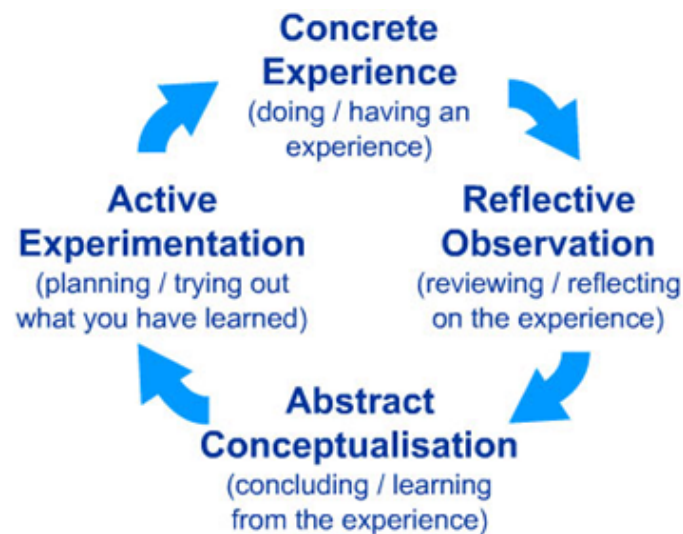 Concrete
Experience
(doing / having an
experience)
Reflective
Observation
(reviewing / reflecting
on the experience)
Abstract
Conceptualisation
(concluding / learning
from the experience)
Active
Experimentation
(planning / trying out
what you have learned)